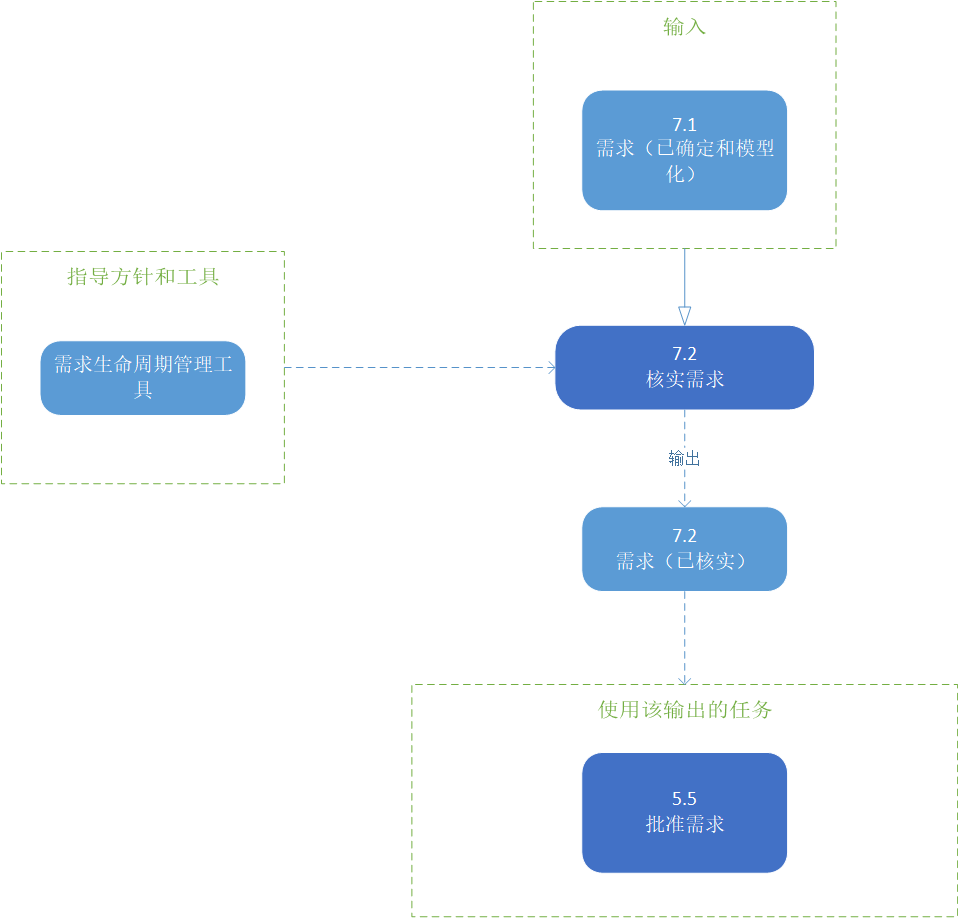 输入
7.1
需求（已确定和模型
化）
指导方针和工具
需求生命周期管理工
具
7.2
核实需求
输出
7.2
需求（已核实）
使用该输出的任务
5.5
批准需求